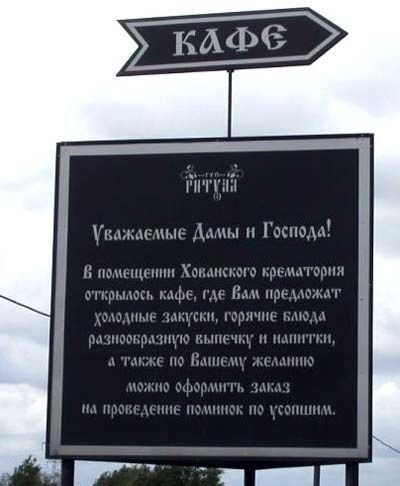 КАФЕ
ГУП
РИТУАЛ
Уважаемые Дамы и Господа!
В помещении Хованского крематория
открылось кафе, где Вам предложат
холодные закуски, горячие блюда
разнообразную выпечку и напитки,
а также по Вашему желанию
можно оформить заказ
на проведение поминок по усопшим.